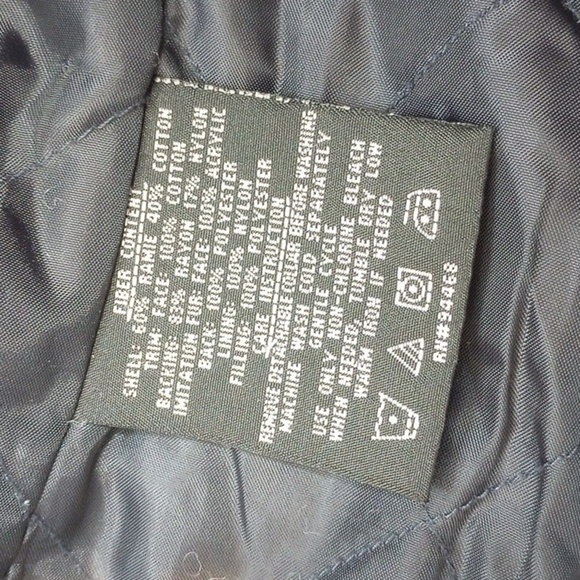 FIBER CONTENT
SHELL: 60% RAMIE 40% COTTON
TRIM: FACE: 100% COTTON
BACKING: 83% RAYON 17% NYLON
IMITATION FUR: FACE: 100% ACRYLIC
BACK: 100% POLYESTER
LINING: 100% NYLON
FILLING: 100% POLYESTER
CARE INSTRUCTION
REMOVE DETACHABLE COLLAR BEFORE WASHING
MACHINE WASH COLD SEPARATELY
GENTLE CYCLE
USE ONLY NON-CHLORINE BLEACH
WHEN NEEDED, TUMBLE DRY LOW
WARM IRON IF NEEDED
RN#94468